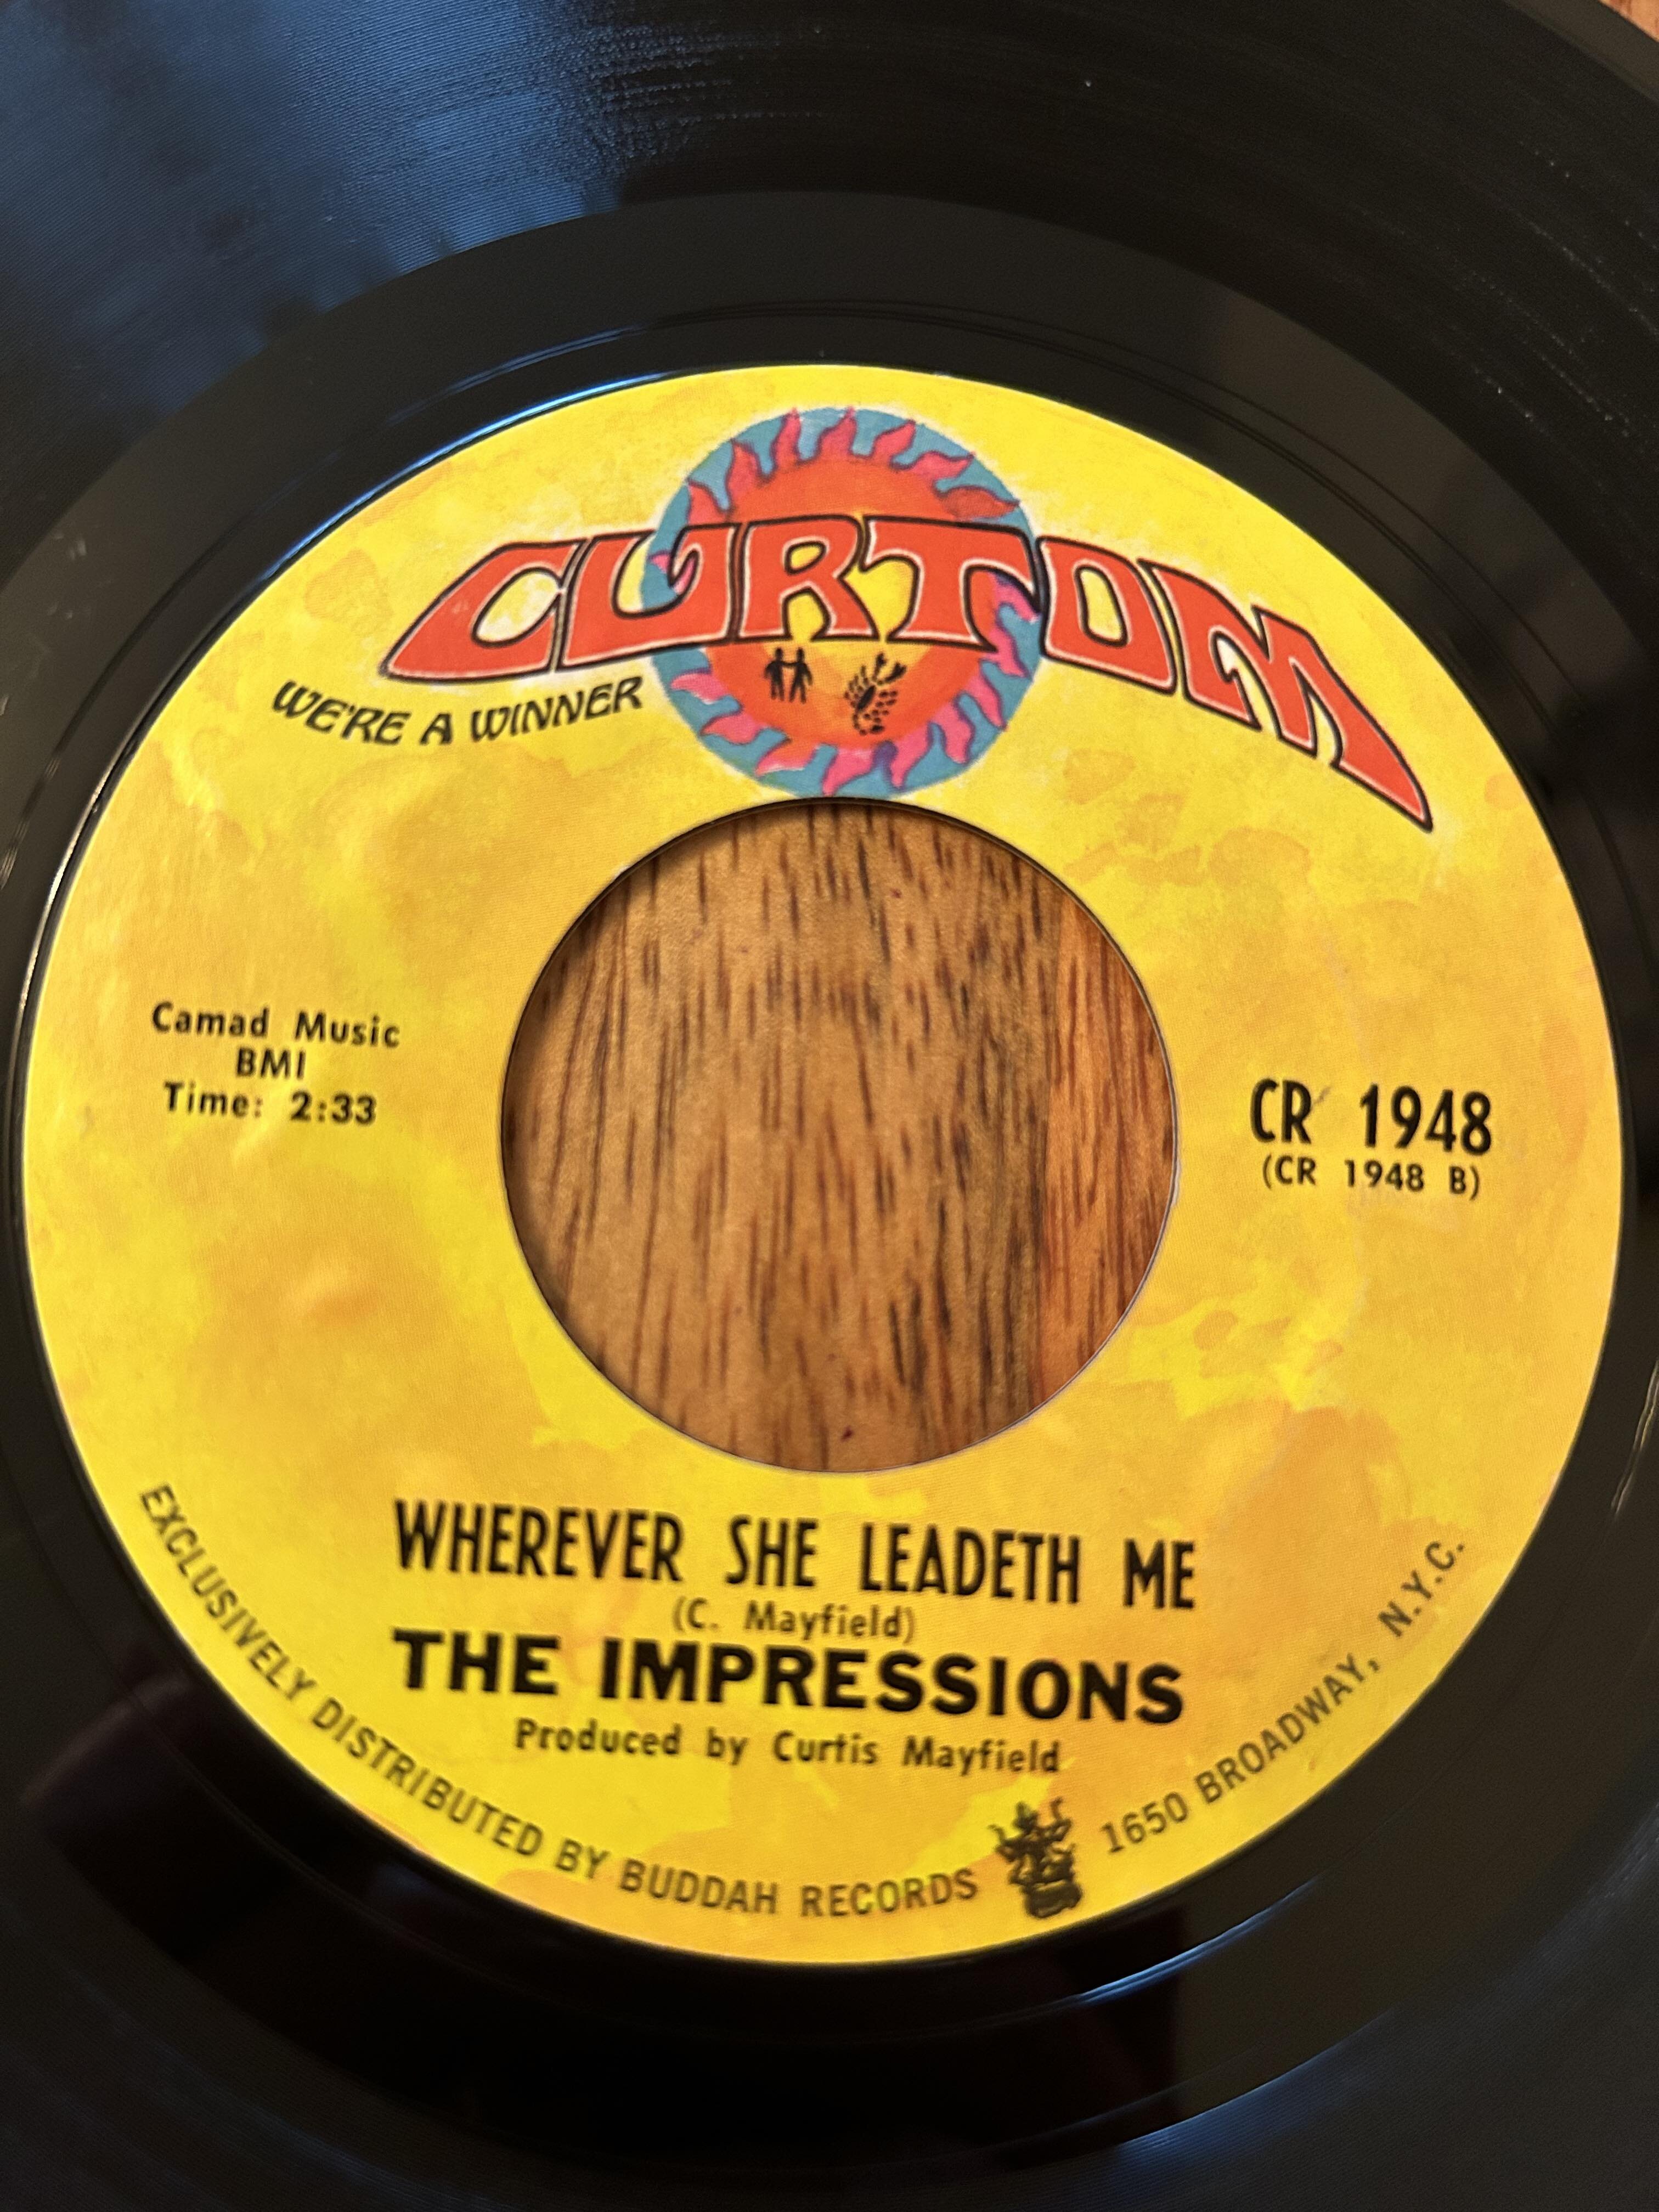 CURTOM
WE'RE A WINNER
Camad Music
BMI
Time: 2:33
CR 1948
(CR 1948 B)
WHEREVER SHE LEADETH ME
(C. Mayfield)
THE IMPRESSIONS
Produced by Curtis Mayfield
EXCLUSIVELY DISTRIBUTED BY BUDDAH RECORDS 1650 BROADWAY, N.Y.C.